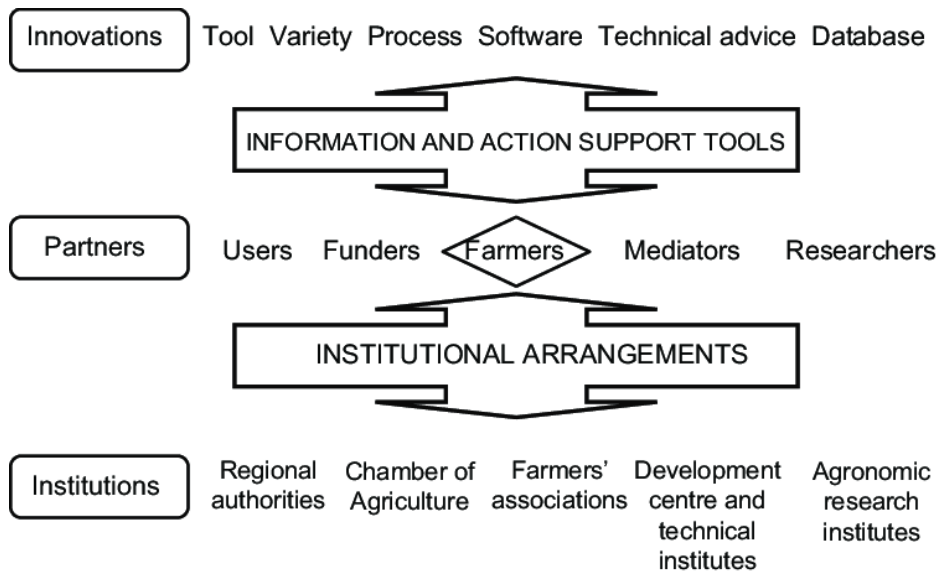 Innovations Tool Variety Process Software Technical advice Database
INFORMATION AND ACTION SUPPORT TOOLS
Partners Users Funders Farmers Mediators Researchers
INSTITUTIONAL ARRANGEMENTS
Institutions
Regional
authorities
Chamber of
Agriculture
Farmers’
associations
Development
centre and
technical
institutes
Agronomic
research
institutes